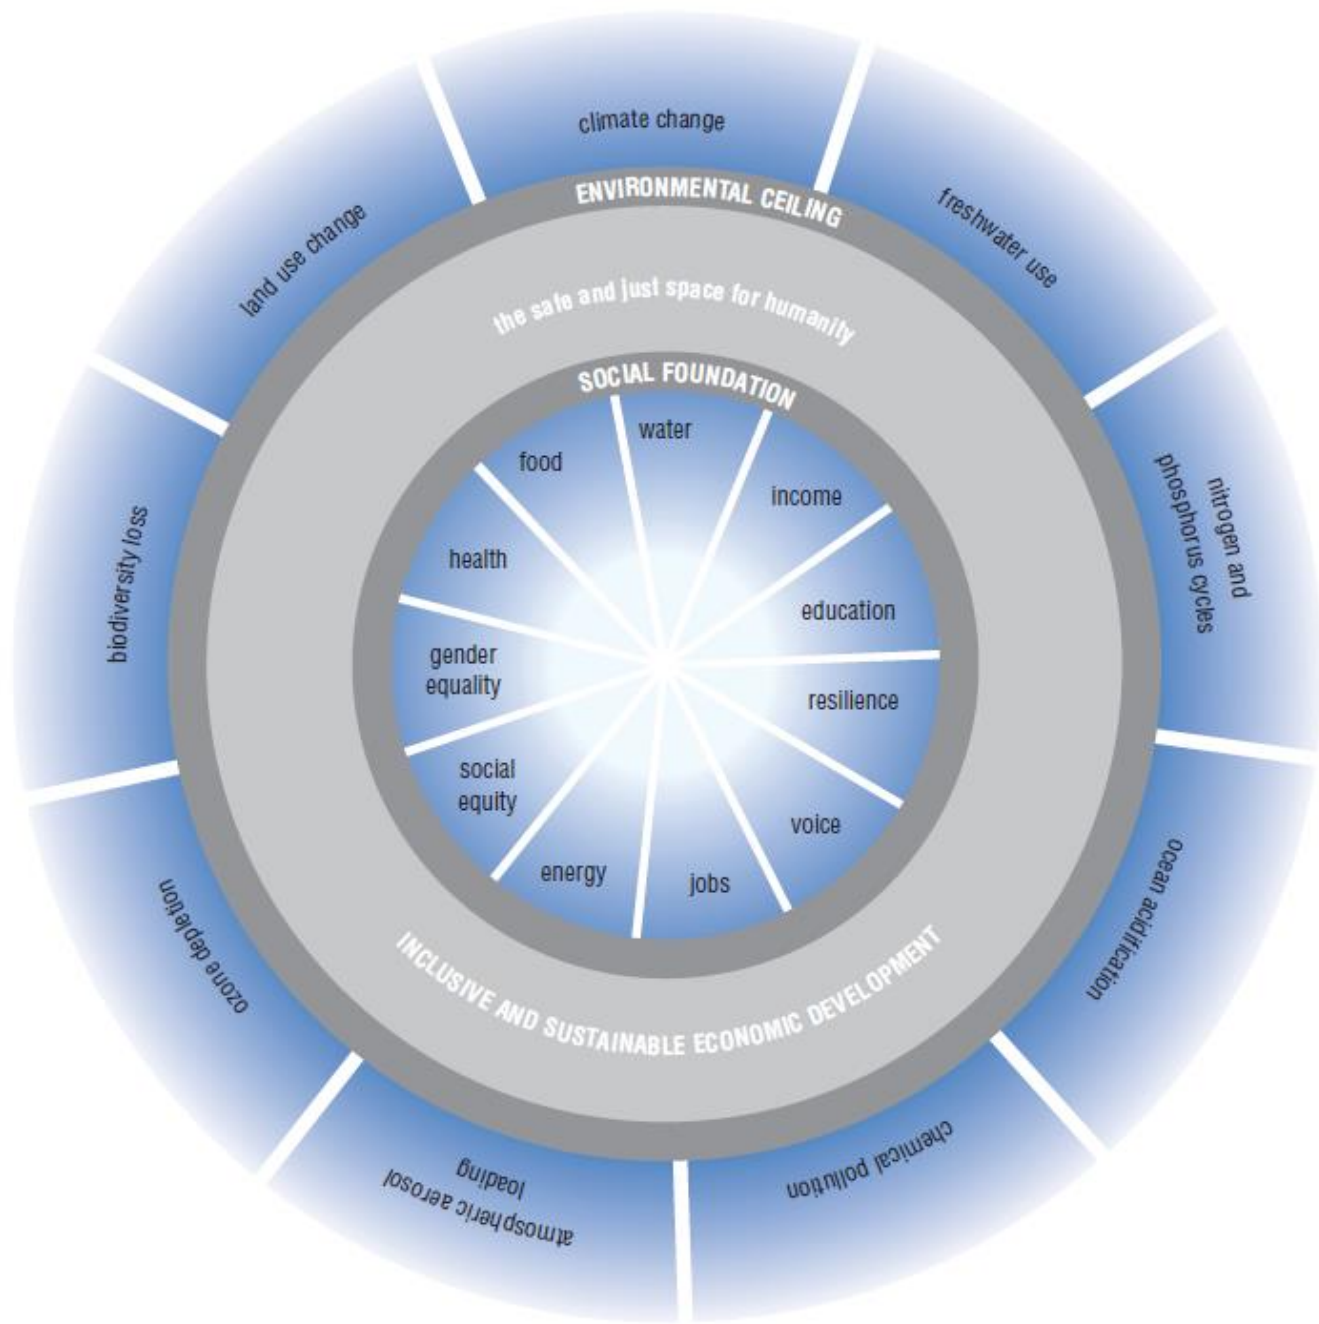 climate change
freshwater use
nitrogen and
phosphorus cycles
ocean acidification
chemical pollution
atmospheric aerosol
loading
ozone depletion
biodiversity loss
land use change
ENVIRONMENTAL CEILING
the safe and just space for humanity
SOCIAL FOUNDATION
water
income
education
resilience
voice
jobs
energy
social
equity
gender
equality
health
food
INCLUSIVE AND SUSTAINABLE ECONOMIC DEVELOPMENT